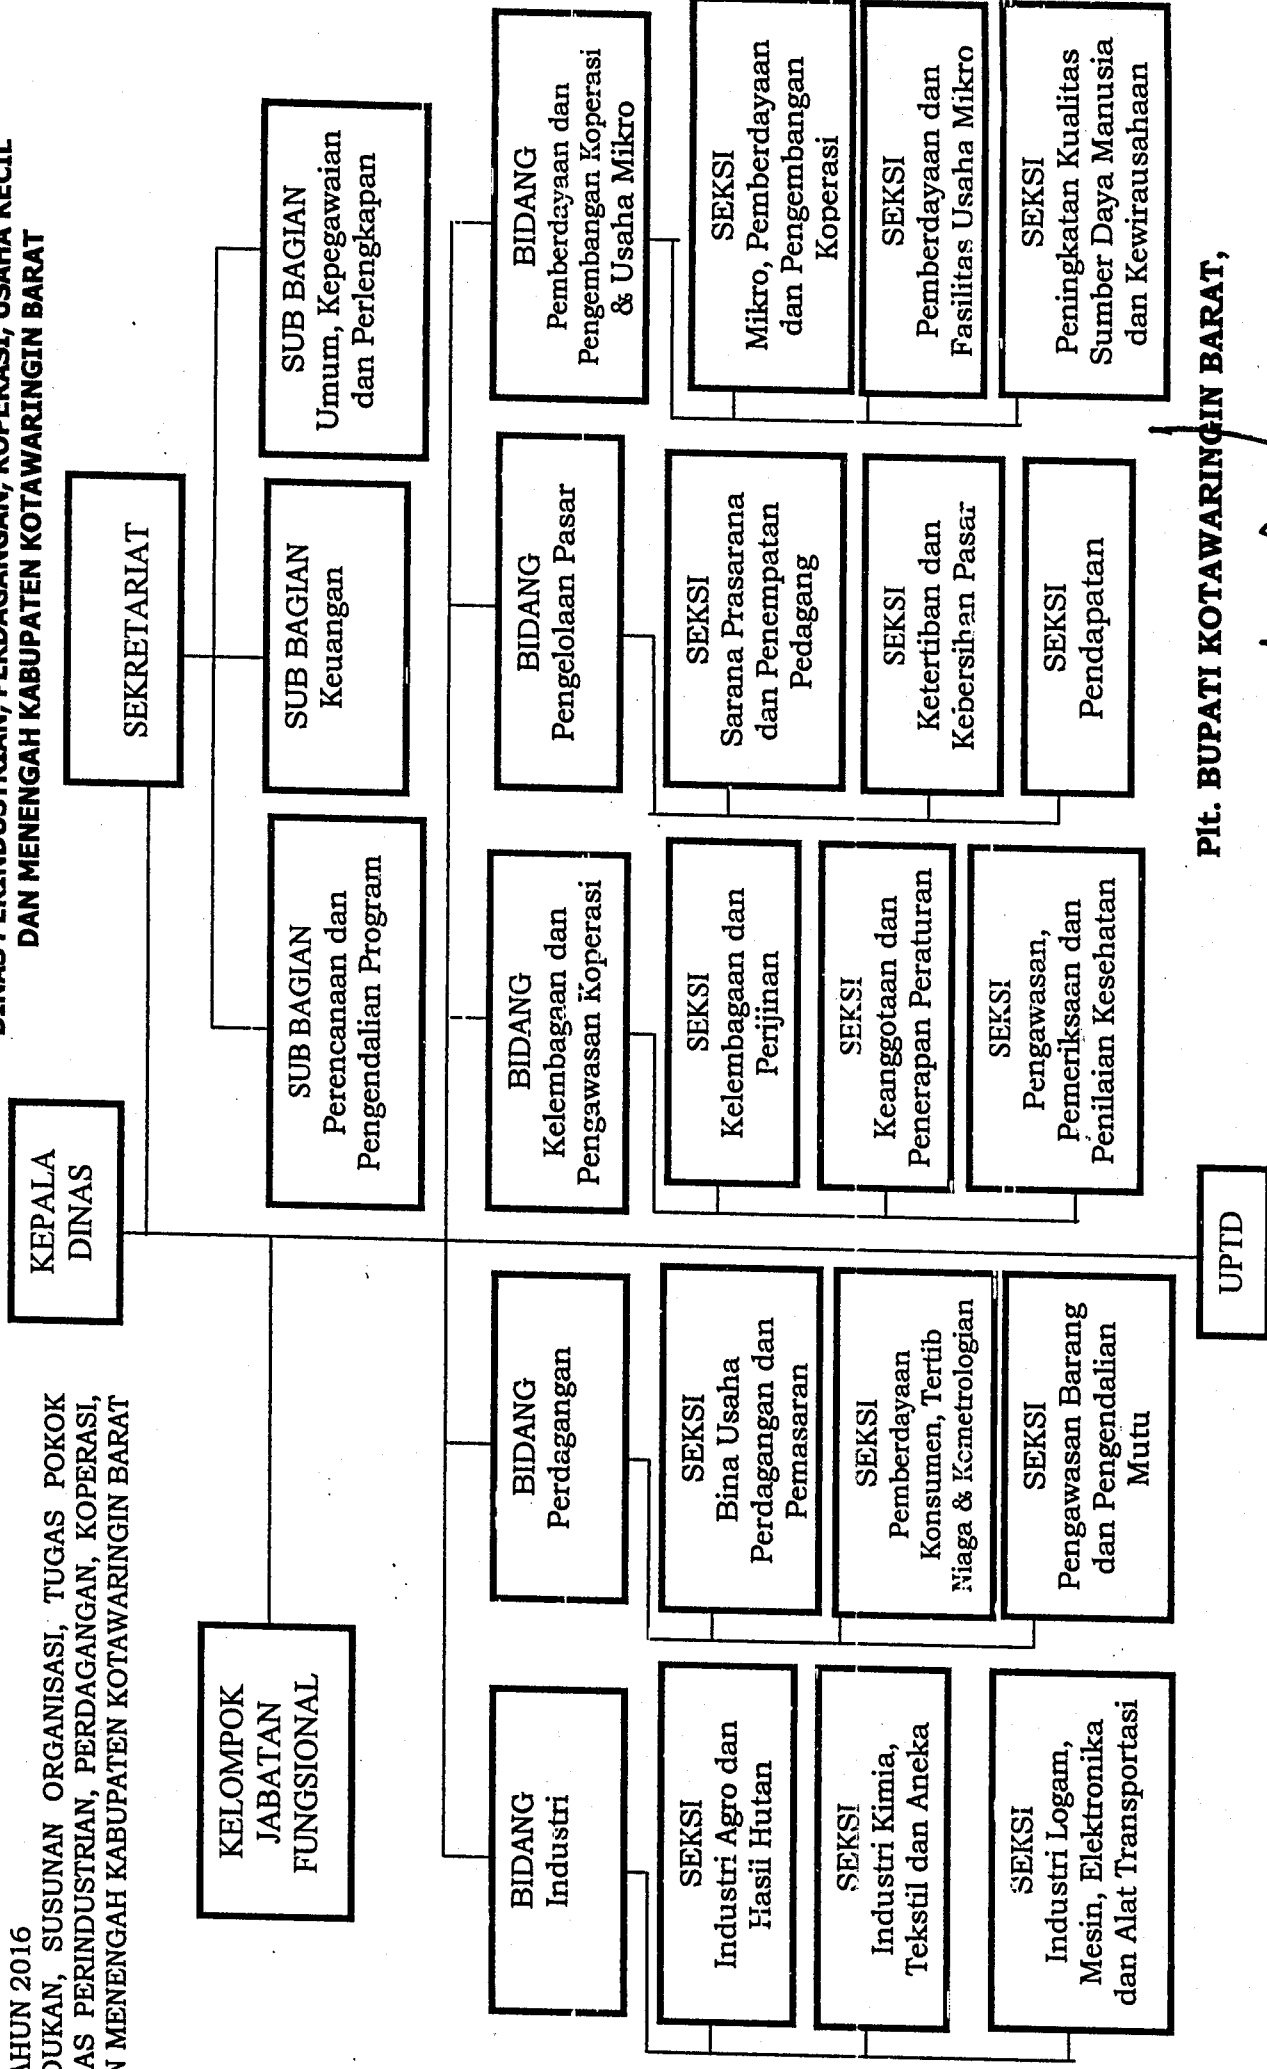 AHUN 2016
DUKAN, SUSUNAN ORGANISASI, TUGAS POKOK
AS PERINDUSTRIAN, PERDAGANGAN, KOPERASI,
N MENENGAH KABUPATEN KOTAWARINGIN BARAT
DINAS PERINDUSTRIAN, PERDAGANGAN, KOPERASI, USAHA KECIL
DAN MENENGAH KABUPATEN KOTAWARINGIN BARAT
KEPALA
DINAS
SEKRETARIAT
KELOMPOK
JABATAN
FUNGSIONAL
SUB BAGIAN
Perencanaan dan
Pengendalian Program
SUB BAGIAN
Keuangan
SUB BAGIAN
Umum, Kepegawaian
dan Perlengkapan
BIDANG
Industri
BIDANG
Perdagangan
BIDANG
Kelembagaan dan
Pengawasan Koperasi
BIDANG
Pengelolaan Pasar
BIDANG
Pemberdayaan dan
Pengembangan Koperasi
& Usaha Mikro
SEKSI
Industri Agro dan
Hasil Hutan
SEKSI
Industri Kimia,
Tekstil dan Aneka
SEKSI
Industri Logam,
Mesin, Elektronika
dan Alat Transportasi
SEKSI
Bina Usaha
Perdagangan dan
Pemasaran
SEKSI
Pemberdayaan
Konsumen, Tertib
Niaga & Kemetrologian
SEKSI
Pengawasan Barang
dan Pengendalian
Mutu
SEKSI
Kelembagaan dan
Perijinan
SEKSI
Keanggotaan dan
Penerapan Peraturan
SEKSI
Pengawasan,
Pemeriksaan dan
Penilaian Kesehatan
SEKSI
Sarana Prasarana
dan Penempatan
Pedagang
SEKSI
Ketertiban dan
Kebersihan Pasar
SEKSI
Pendapatan
SEKSI
Mikro, Pemberdayaan
dan Pengembangan
Koperasi
SEKSI
Pemberdayaan dan
Fasilitas Usaha Mikro
SEKSI
Peningkatan Kualitas
Sumber Daya Manusia
dan Kewirausahaan
UPTD
Plt. BUPATI KOTAWARINGIN BARAT,